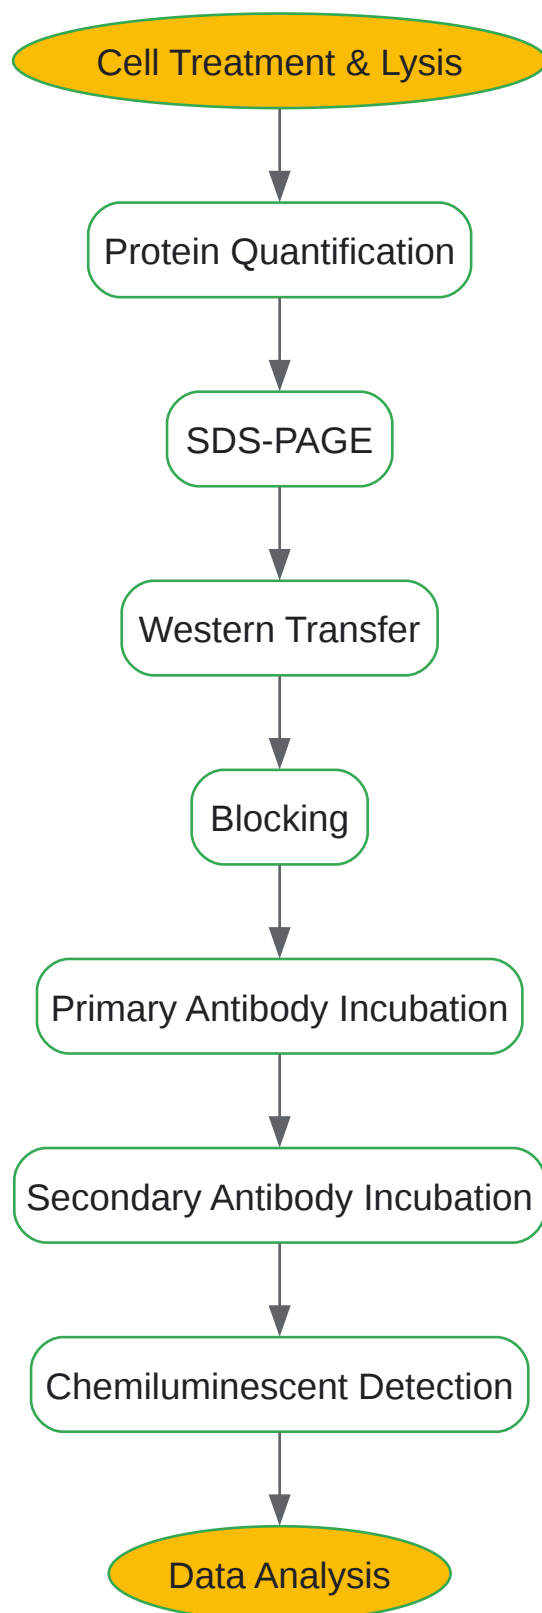 Cell Treatment & Lysis
Protein Quantification
SDS-PAGE
Western Transfer
Blocking
Primary Antibody Incubation
Secondary Antibody Incubation
Chemiluminescent Detection
Data Analysis